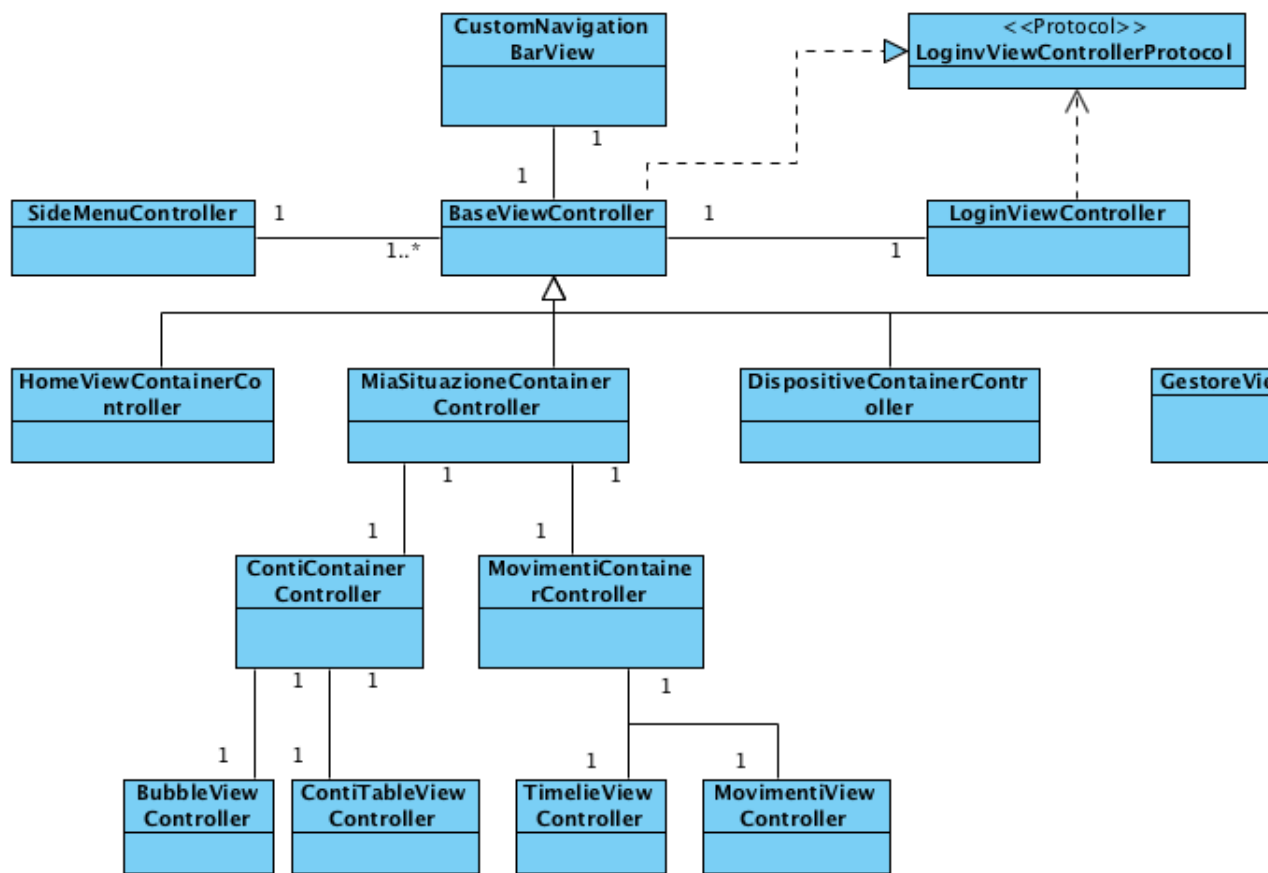 CustomNavigation
BarView
<<Protocol>>
LoginvViewControllerProtocol
1
1
SideMenuController
1
1..*
BaseViewController
1
1
LoginViewController
HomeViewContainerCo
ntroller
MiaSituazioneContainer
Controller
DispositiveContainerContr
oller
GestoreVie
1
1
1
1
ContiContainer
Controller
MovimentiContaine
rController
1
1
1
1
1
1
1
BubbleView
Controller
ContiTableView
Controller
TimelieView
Controller
MovimentiView
Controller